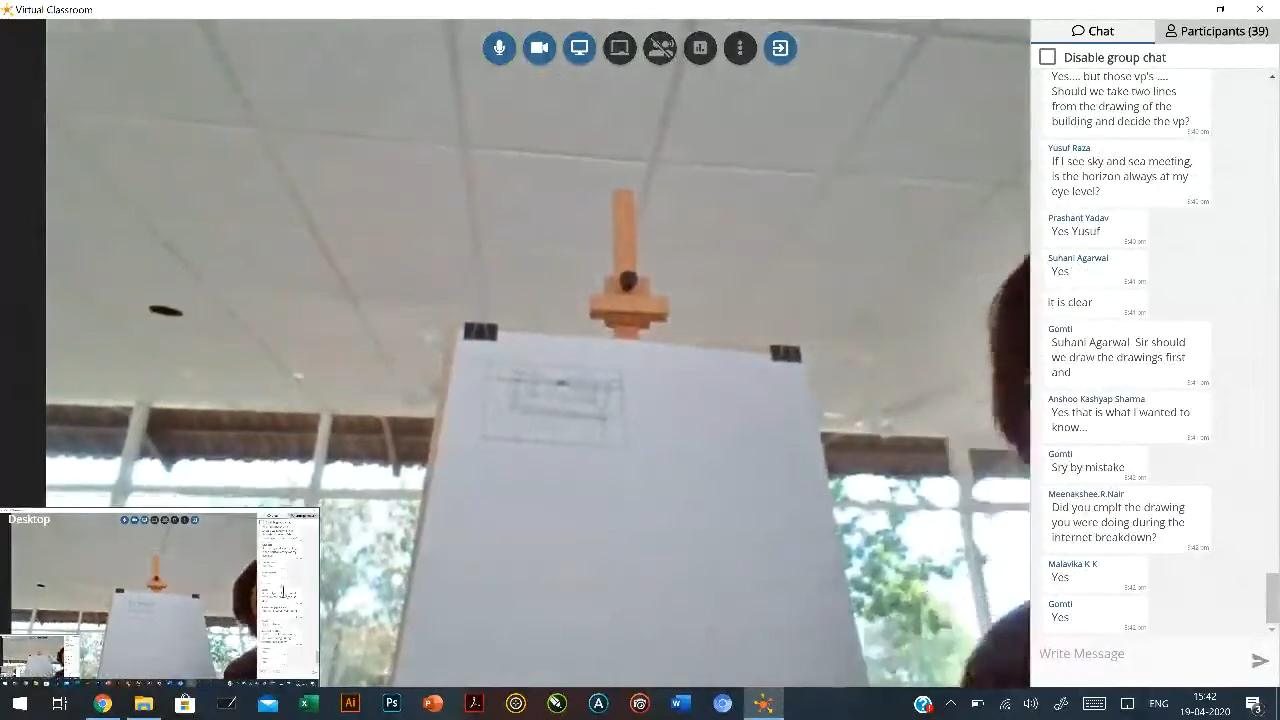 Virtual Classroom
Chat
Participants (39)
Disable group chat
Yes.... but those vp's ....
Should we take two lines
from the drawing of the
building and decide the vp?
Yusuf Raza
If I see sky and sea meeting,
is the horizon always at my
eye level?
Prashant Yadav
Yes Yusuf
Suhani Agarwal
Yes
It is clear
Gomti
Suhani Agarwal Sir should
we draw the drawings first
and
Anshoo Kashyap Sharma
Yes that is what I wanted to
know...
Gomti
Sry by mistake
Meenakshee.R.Nair
Did you cmplt the drawing
you were doing during the
internet breakdown?
Malavika K R
Yes
Gomti
Yes
Write Message
Desktop
Ai
Ps
ENG
15:42
19-04-2020